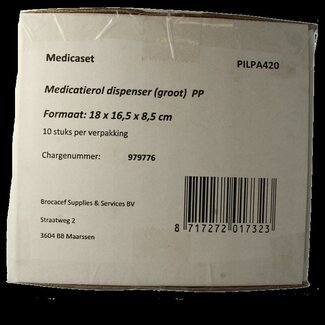 Medicaset PILPA420
Medicatierol dispenser (groot) PP
Formaat: 18 x 16,5 x 8,5 cm
10 stuks per verpakking
Chargenummer: 979776
Brocacef Supplies & Services BV
Straatweg 2
3604 BB Maarssen
8 717272 017323